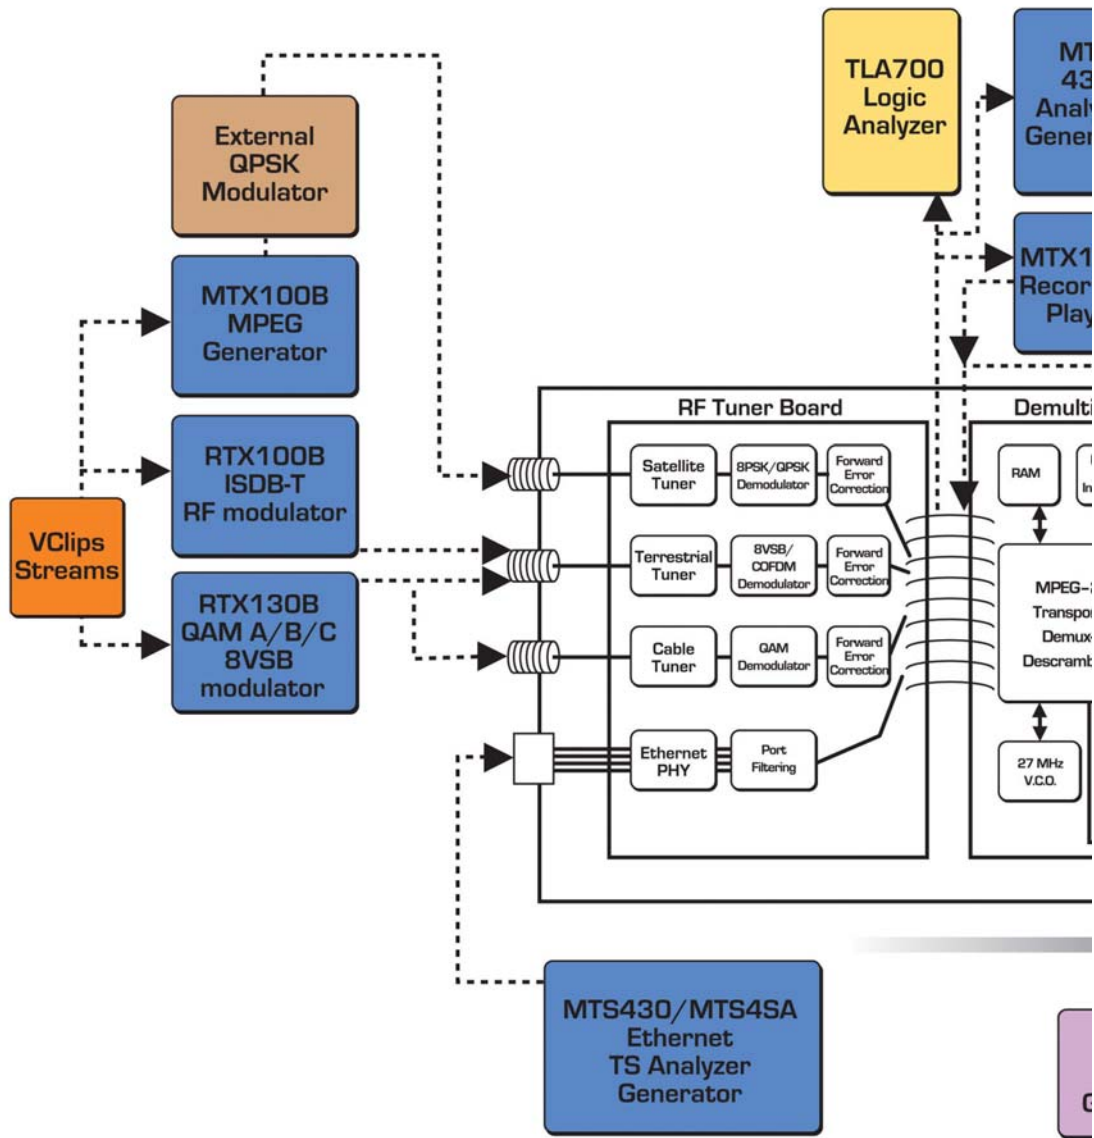 External
QPSK
Modulator
MTX100B
MPEG
Generator
RTX100B
ISDB-T
RF modulator
VClips
Streams
RTX130B
QAM A/B/C
8VSB
modulator
TLA700
Logic
Analyzer
RF Tuner Board
Satellite
Tuner
8PSK/QPSK
Demodulator
Forward
Error
Correction
Terrestrial
Tuner
8VSB/
COFDM
Demodulator
Forward
Error
Correction
Cable
Tuner
QAM
Demodulator
Forward
Error
Correction
Ethernet
PHY
Port
Filtering
RAM
27 MHz
V.C.O.
MTS430/MTS4SA
Ethernet
TS Analyzer
Generator